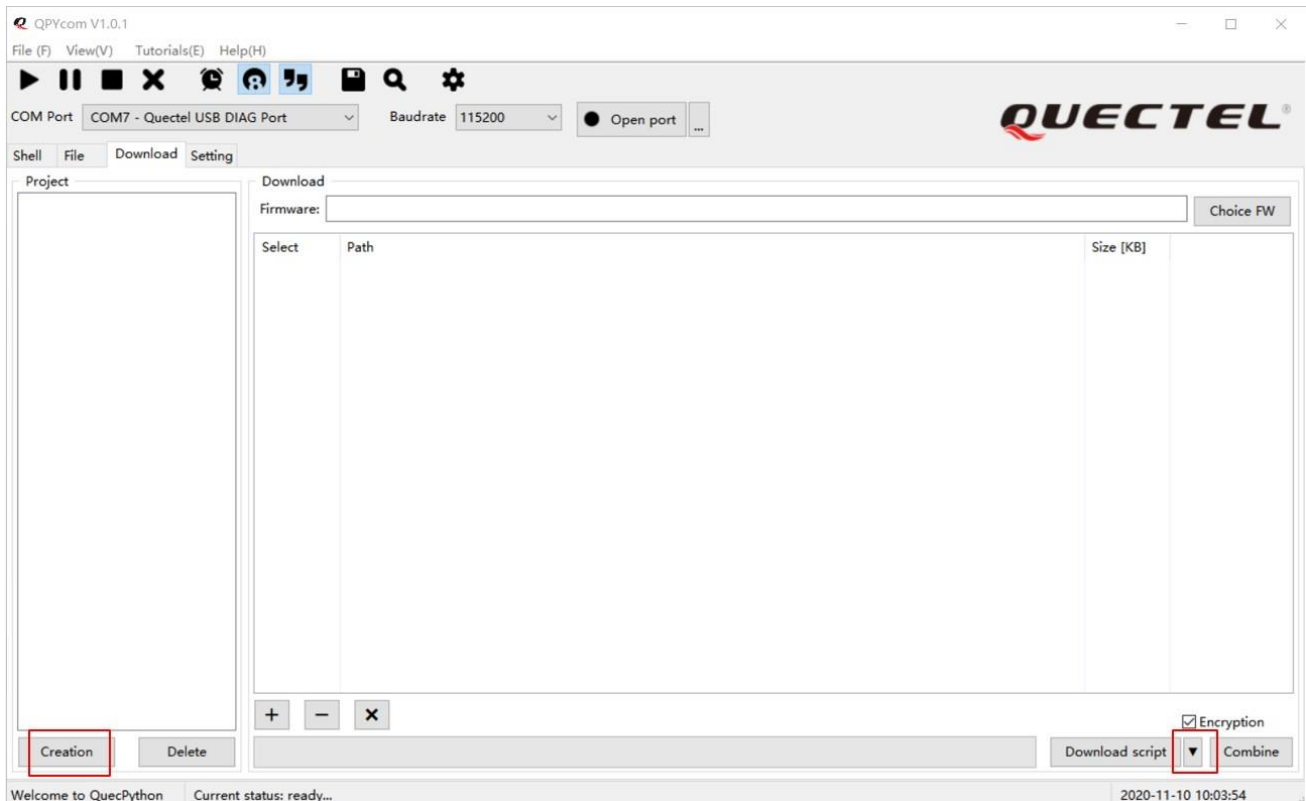 QPYcom V1.0.1
File (F) View(V) Tutorials(E) Help(H)
COM Port COM7 - Quectel USB DIAG Port Baudrate 115200 Open port ...
QUECTEL®
Shell File Download Setting
Project Download
Firmware: Choice FW
Select Path Size [KB]
+ − ×
Encryption
Creation Delete Download script ▼ Combine
Welcome to QuecPython Current status: ready... 2020-11-10 10:03:54